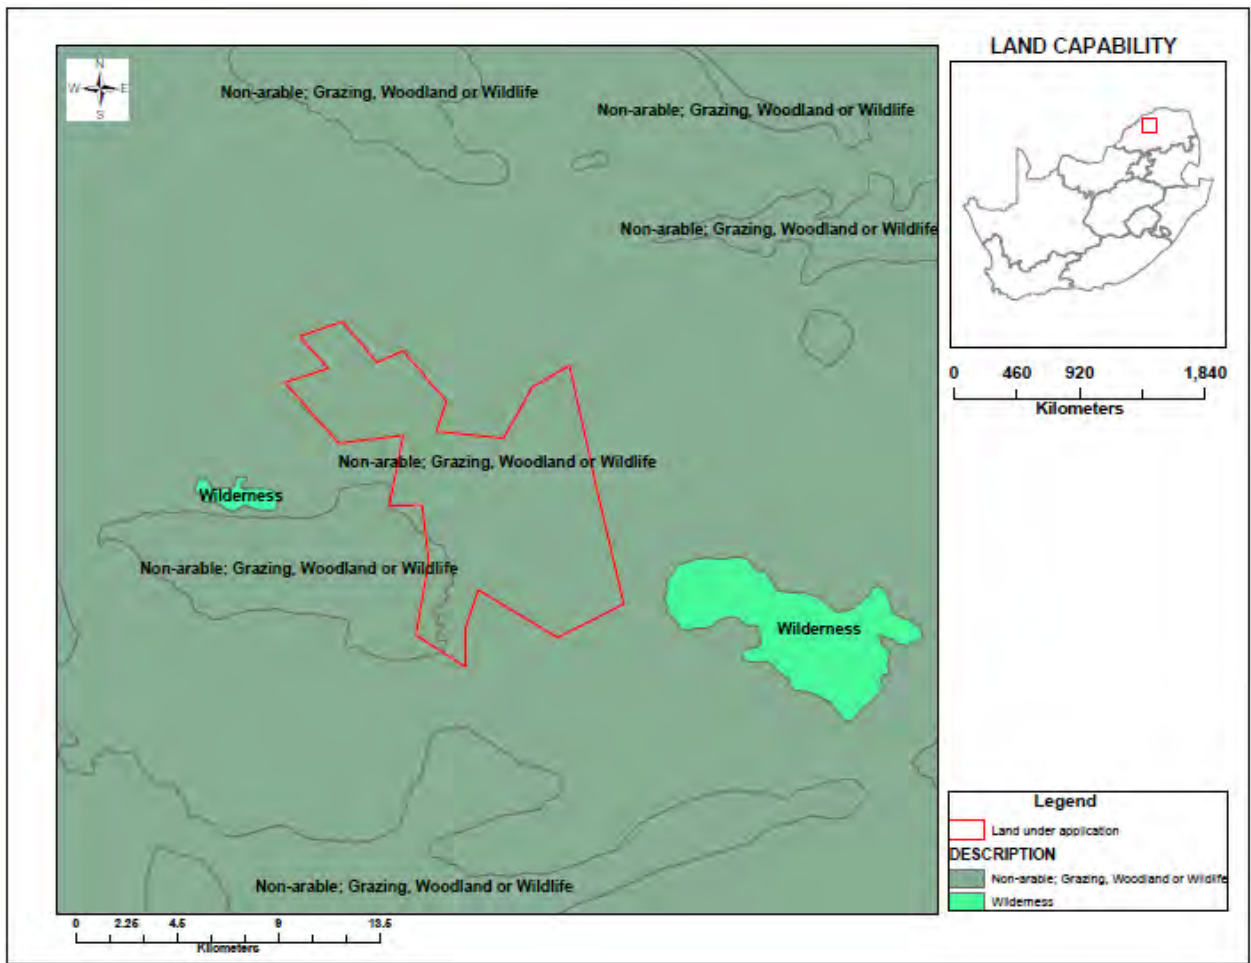 LAND CAPABILITY
N
W E
S
Non-arable; Grazing, Woodland or Wildlife
Non-arable; Grazing, Woodland or Wildlife
Non-arable; Grazing, Woodland or Wildlife
0 460 920 1,840
Kilometers
Non-arable; Grazing, Woodland or Wildlife
Wilderness
Non-arable; Grazing, Woodland or Wildlife
Wilderness
Non-arable; Grazing, Woodland or Wildlife
Legend
Land under application
DESCRIPTION
Non-arable; Grazing, Woodland or Wildlife
Wilderness
0 2.25 4.5 9 13.5
Kilometers